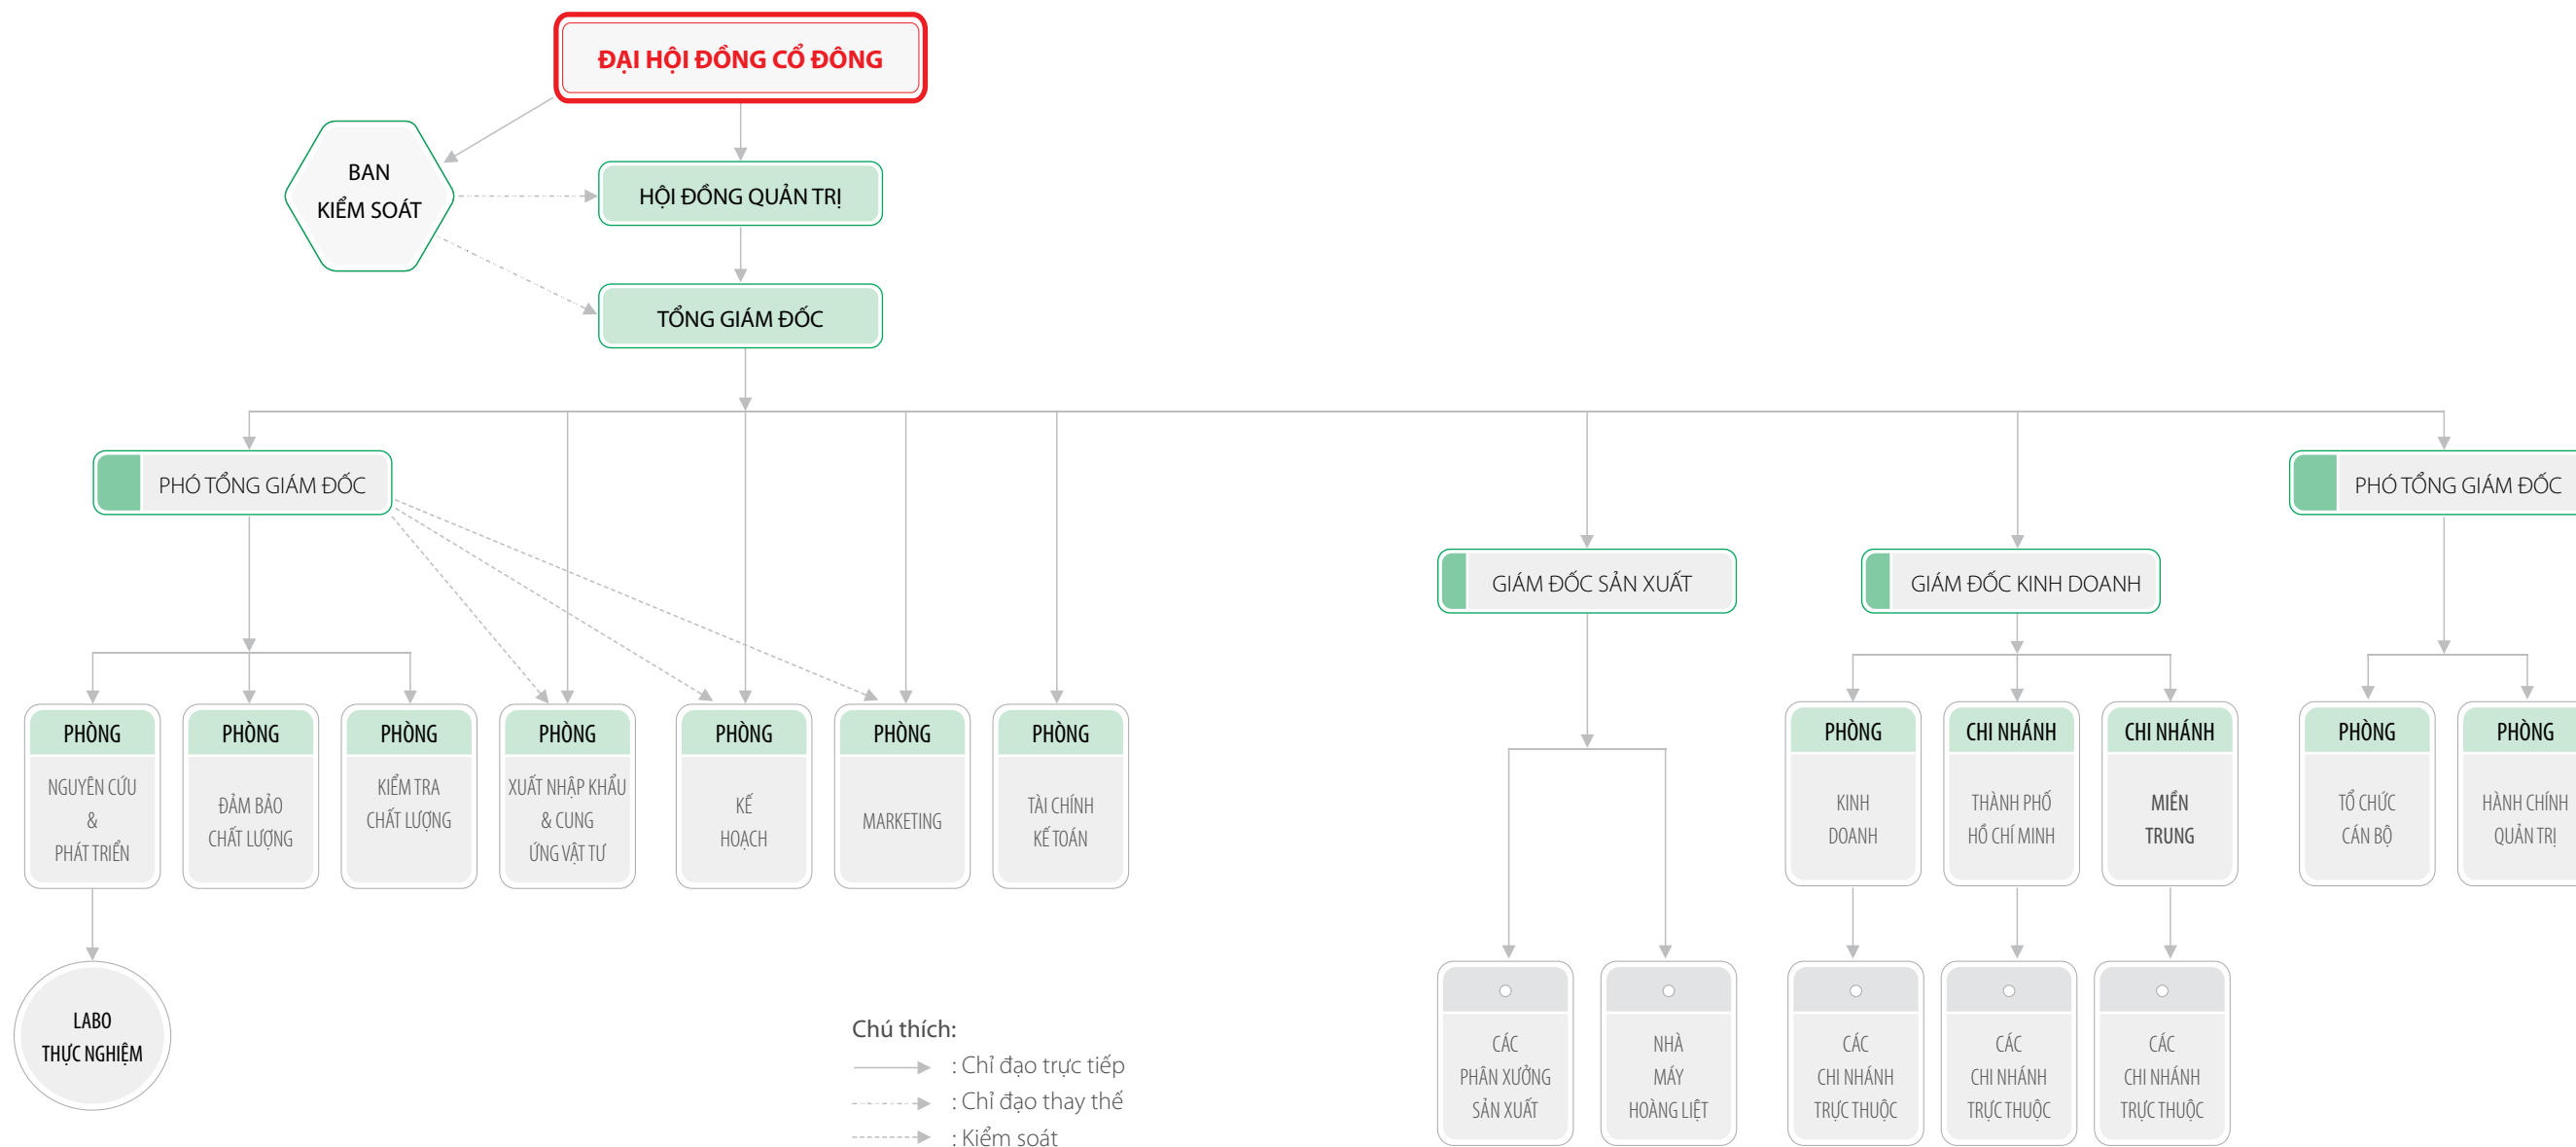 ĐẠI HỘI ĐỒNG CỔ ĐÔNG
BAN
KIỂM SOÁT
HỘI ĐỒNG QUẢN TRỊ
TỔNG GIÁM ĐỐC
PHÓ TỔNG GIÁM ĐỐC
PHÓ TỔNG GIÁM ĐỐC
GIÁM ĐỐC SẢN XUẤT
GIÁM ĐỐC KINH DOANH
PHÒNG
NGUYÊN CỨU
&
PHÁT TRIỂN
PHÒNG
ĐẢM BẢO
CHẤT LƯỢNG
PHÒNG
KIỂM TRA
CHẤT LƯỢNG
PHÒNG
XUẤT NHẬP KHẨU
& CUNG
ỨNG VẬT TƯ
PHÒNG
KẾ
HOẠCH
PHÒNG
MARKETING
PHÒNG
TÀI CHÍNH
KẾ TOÁN
PHÒNG
KINH
DOANH
CHI NHÁNH
THÀNH PHỐ
HỒ CHÍ MINH
CHI NHÁNH
MIỀN
TRUNG
PHÒNG
TỔ CHỨC
CÁN BỘ
PHÒNG
HÀNH CHÍNH
QUẢN TRỊ
LABO
THỰC NGHIỆM
CÁC
PHÂN XƯỞNG
SẢN XUẤT
NHÀ
MÁY
HOÀNG LIỆT
CÁC
CHI NHÁNH
TRỰC THUỘC
CÁC
CHI NHÁNH
TRỰC THUỘC
CÁC
CHI NHÁNH
TRỰC THUỘC
Chú thích:
: Chỉ đạo trực tiếp
: Chỉ đạo thay thế
: Kiểm soát